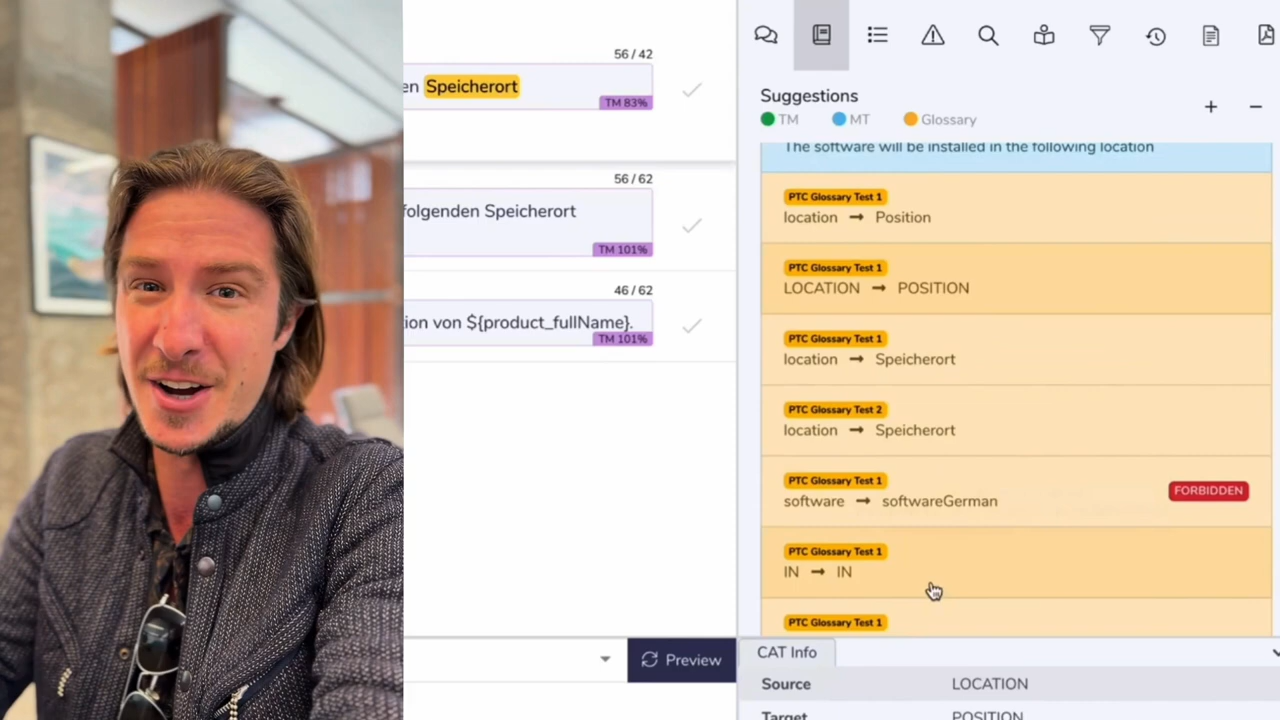 56 / 42
en Speicherort
TM 83%
56 / 62
folgenden Speicherort
TM 101%
46 / 62
tion von ${product_fullName}.
TM 101%
Preview
Suggestions
TM MT Glossary
+ −
The software will be installed in the following location
PTC Glossary Test 1
location → Position
PTC Glossary Test 1
LOCATION → POSITION
PTC Glossary Test 1
location → Speicherort
PTC Glossary Test 2
location → Speicherort
PTC Glossary Test 1
software → softwareGerman
FORBIDDEN
PTC Glossary Test 1
IN → IN
PTC Glossary Test 1
CAT Info
Source LOCATION
Target POSITION